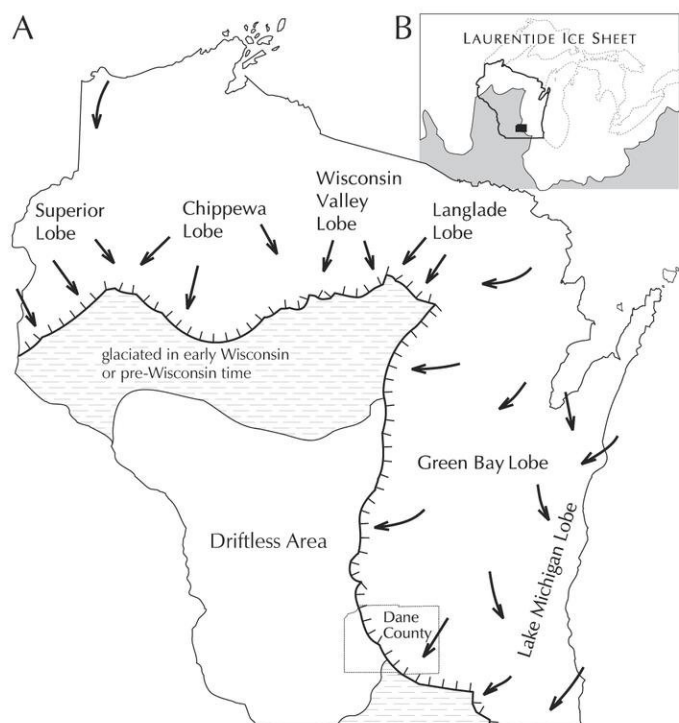 A
B
LAURENTIDE ICE SHEET
Superior
Lobe
Chippewa
Lobe
Wisconsin
Valley
Lobe
Langlade
Lobe
glaciated in early Wisconsin
or pre-Wisconsin time
Green Bay Lobe
Driftless Area
Lake Michigan Lobe
Dane
County